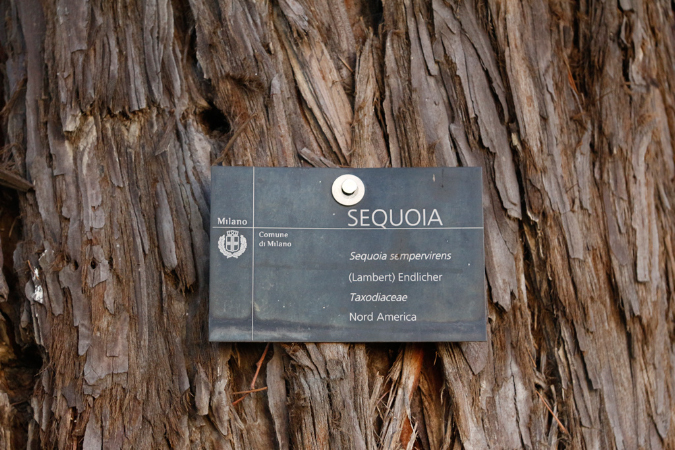 Milano
SEQUOIA
Comune
di Milano
Sequoia sempervirens
(Lambert) Endlicher
Taxodiaceae
Nord America